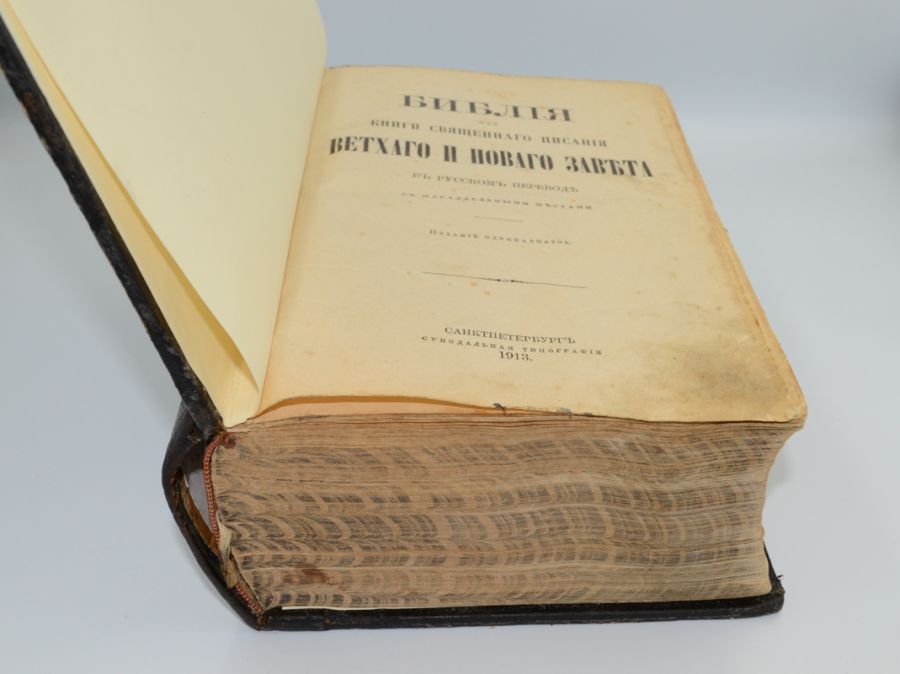 БИБЛІЯ
ИЛИ
КНИГИ СВЯЩЕННАГО ПИСАНІЯ
ВЕТХАГО И НОВАГО ЗАВѢТА
ВЪ РУССКОМЪ ПЕРЕВОДѢ
СЪ ПАРАЛЛЕЛЬНЫМИ МѢСТАМИ
ИЗДАНІЕ ОДИННАДЦАТОЕ
САНКТПЕТЕРБУРГЪ
СѴНОДАЛЬНАЯ ТИПОГРАФІЯ
1913.